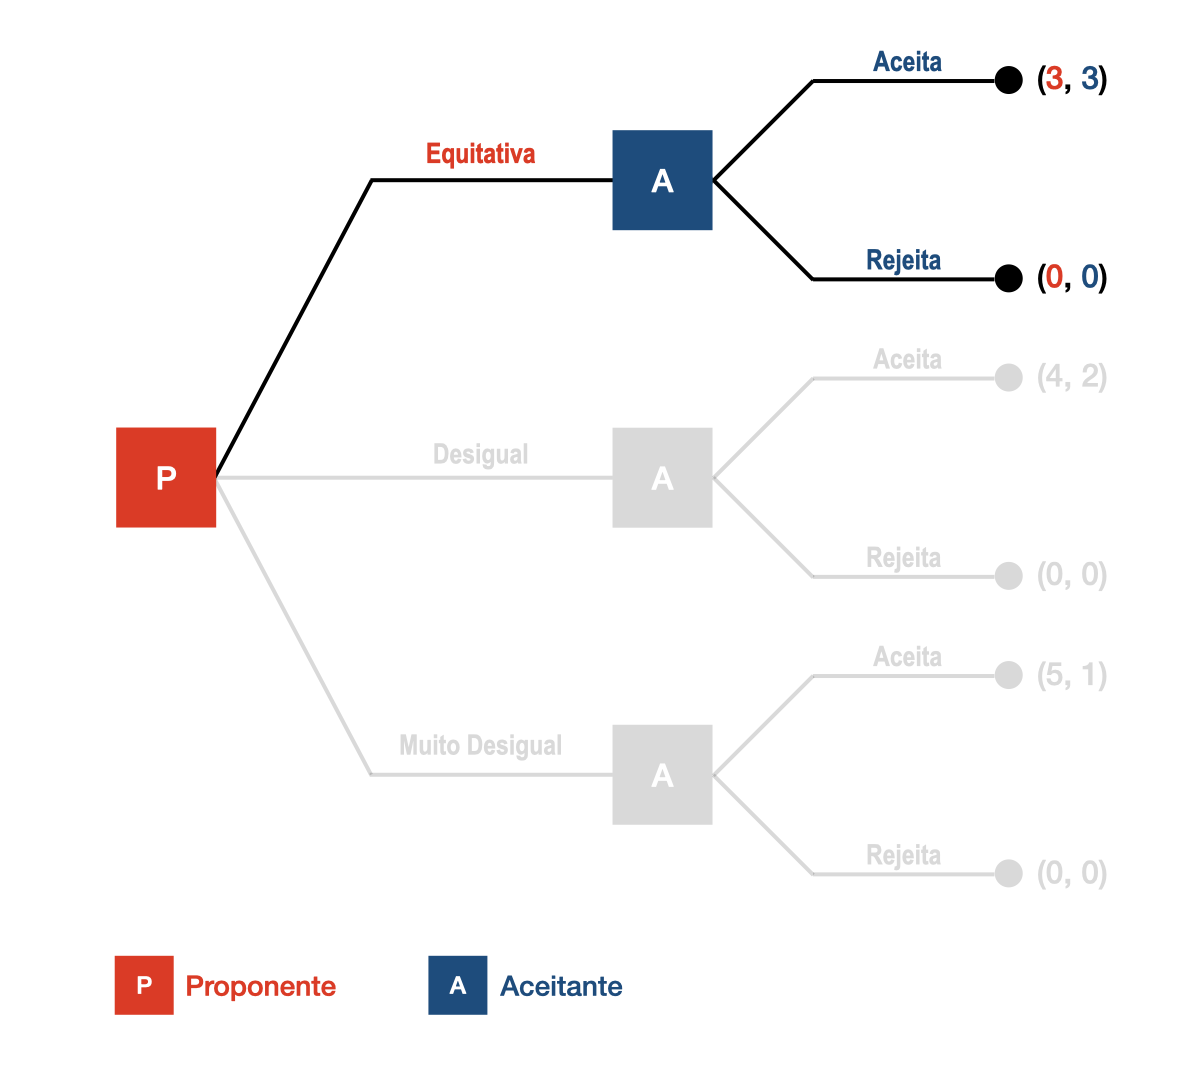 Aceita
(3, 3)
Equitativa
A
Rejeita
(0, 0)
Aceita
(4, 2)
Desigual
P
A
Rejeita
(0, 0)
Aceita
(5, 1)
Muito Desigual
A
Rejeita
(0, 0)
P Proponente
A Aceitante